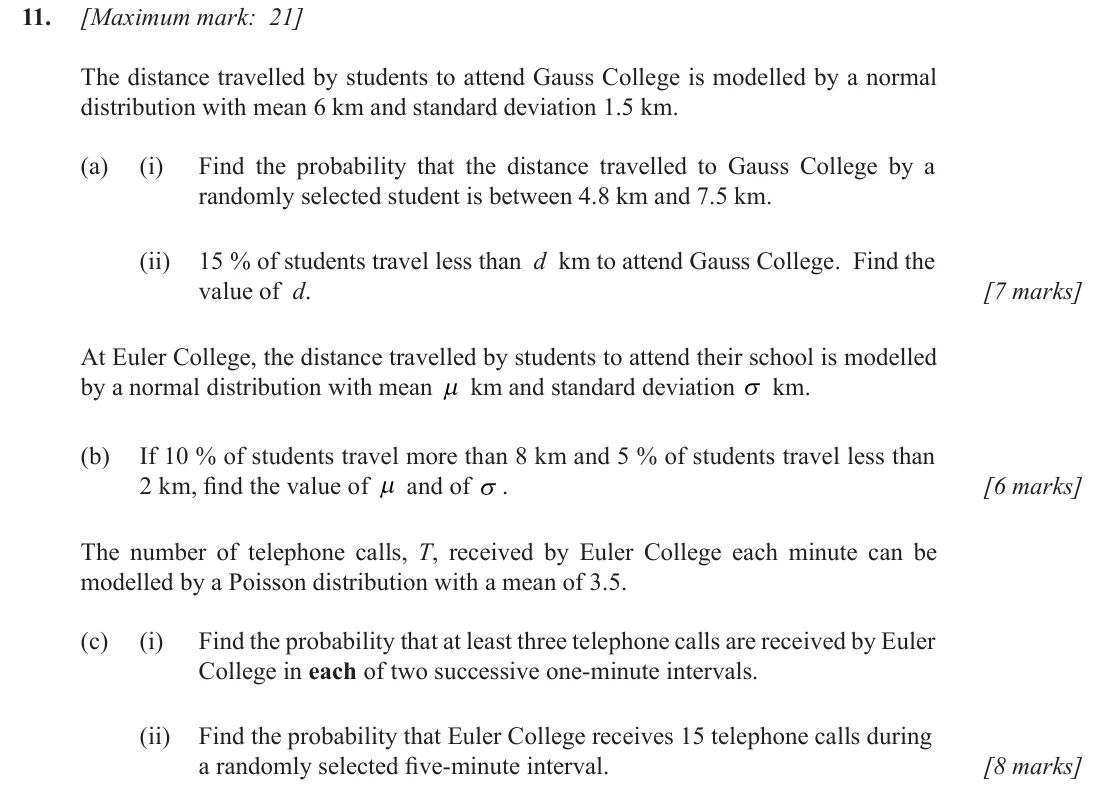 11. [Maximum mark: 21]
The distance travelled by students to attend Gauss College is modelled by a normal
distribution with mean 6 km and standard deviation 1.5 km.
(a) (i) Find the probability that the distance travelled to Gauss College by a
randomly selected student is between 4.8 km and 7.5 km.
(ii) 15 % of students travel less than d km to attend Gauss College. Find the
value of d. [7 marks]
At Euler College, the distance travelled by students to attend their school is modelled
by a normal distribution with mean μ km and standard deviation σ km.
(b) If 10 % of students travel more than 8 km and 5 % of students travel less than
2 km, find the value of μ and of σ . [6 marks]
The number of telephone calls, T, received by Euler College each minute can be
modelled by a Poisson distribution with a mean of 3.5.
(c) (i) Find the probability that at least three telephone calls are received by Euler
College in each of two successive one-minute intervals.
(ii) Find the probability that Euler College receives 15 telephone calls during
a randomly selected five-minute interval. [8 marks]